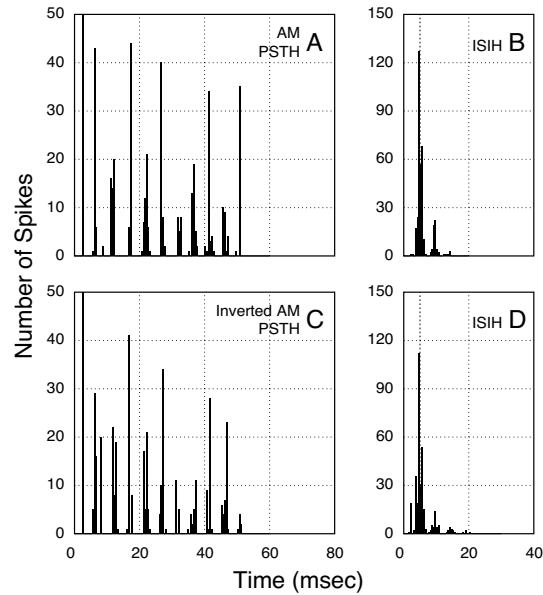 AM
PSTH A
ISIH B
50
40
30
20
10
0
150
120
90
60
30
0
Number of Spikes
Inverted AM
PSTH C
ISIH D
50
40
30
20
10
0
150
120
90
60
30
0
0 20 40 60 80
0 20 40
Time (msec)